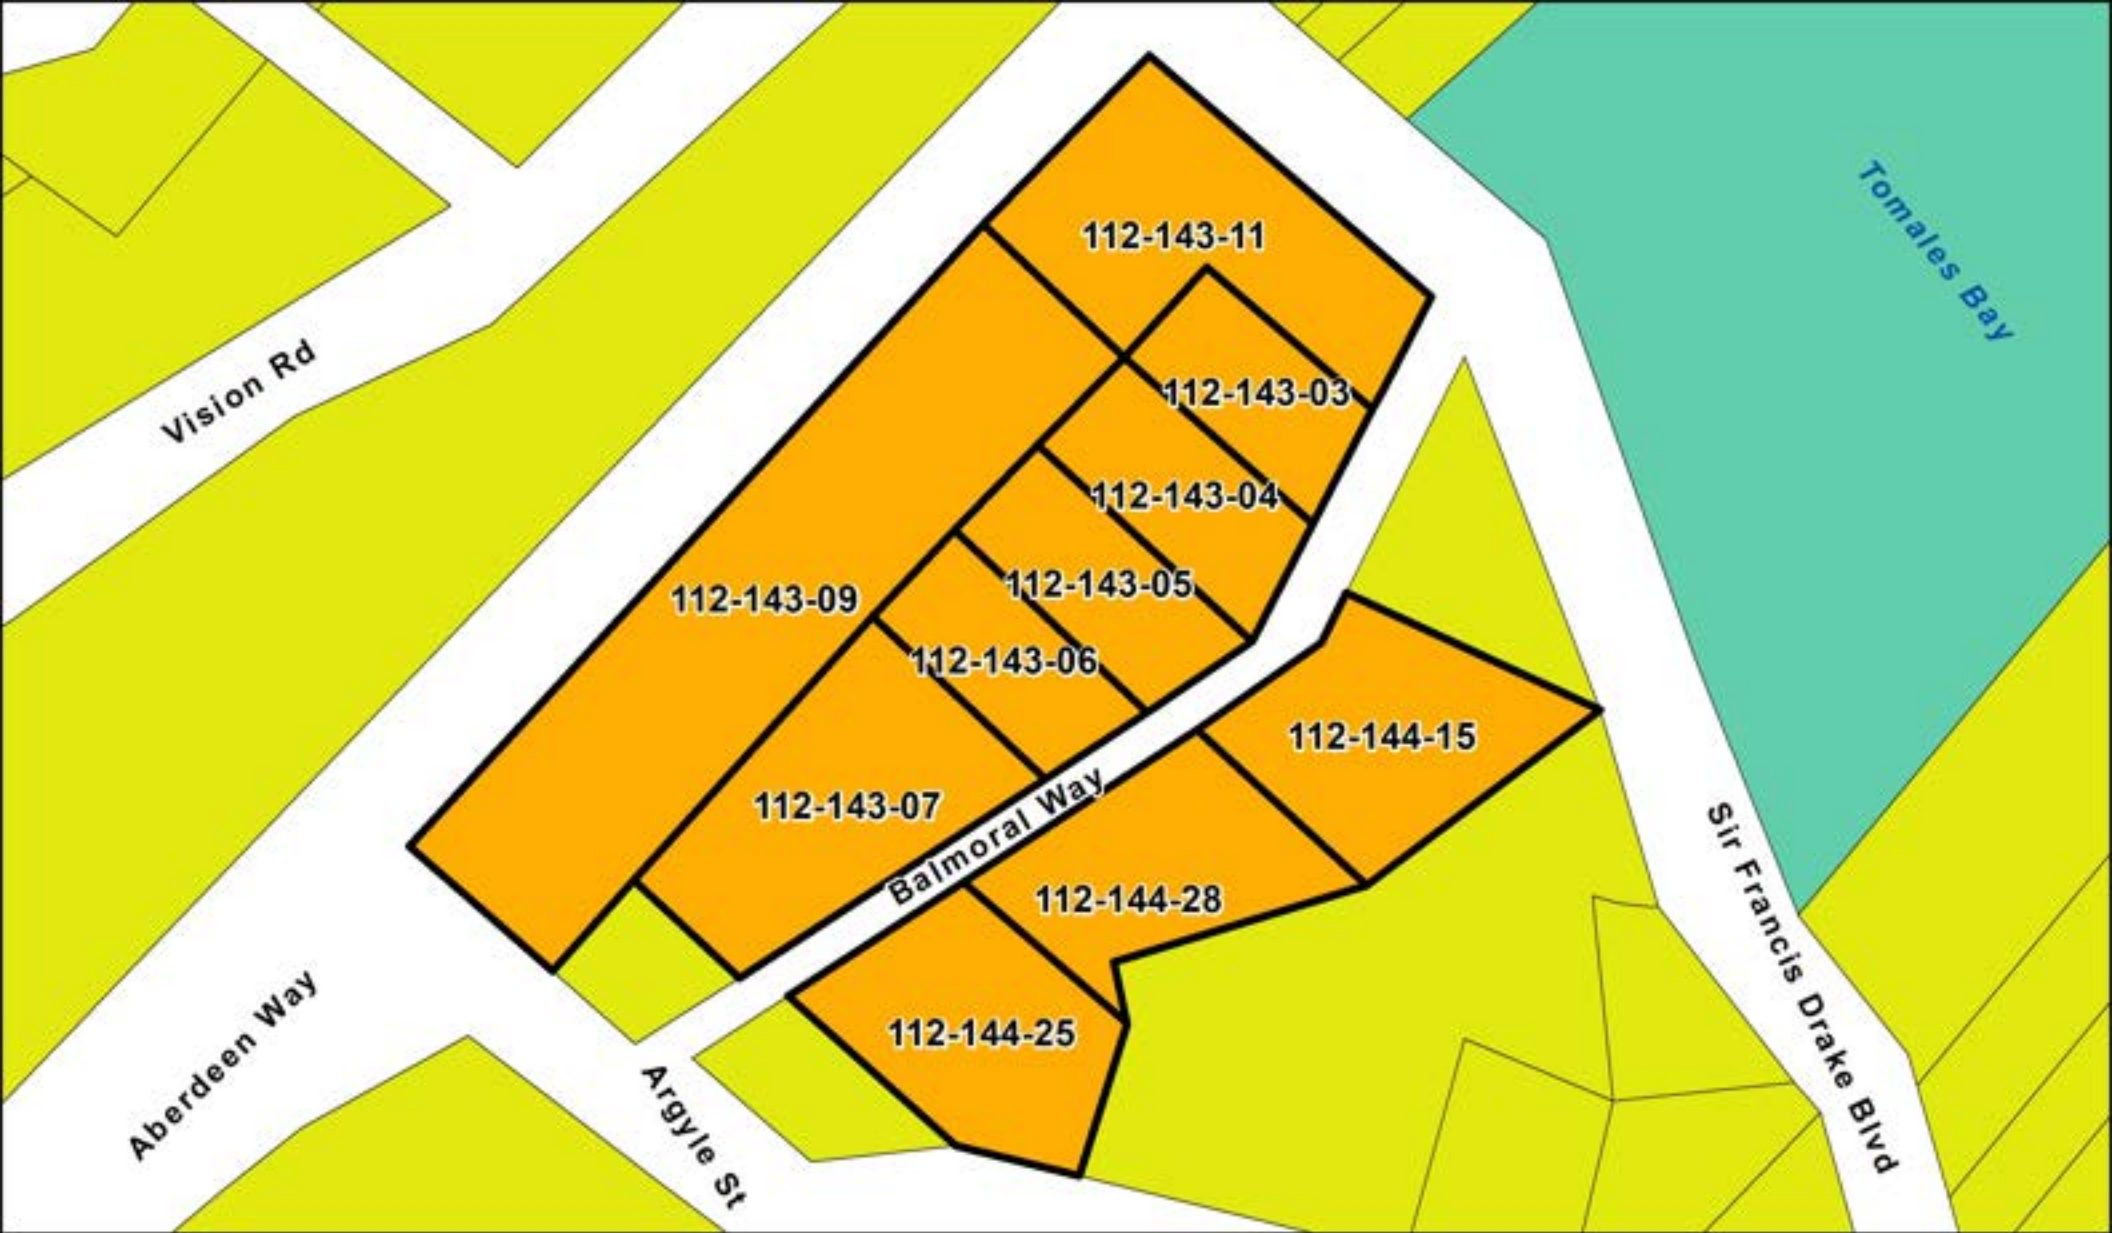 112-143-11
Tomales Bay
Vision Rd
112-143-03
112-143-04
112-143-05
112-143-09
112-143-06
112-144-15
112-143-07
Balmoral Way
112-144-28
Sir Francis Drake Blvd
112-144-25
Aberdeen Way
Argyle St